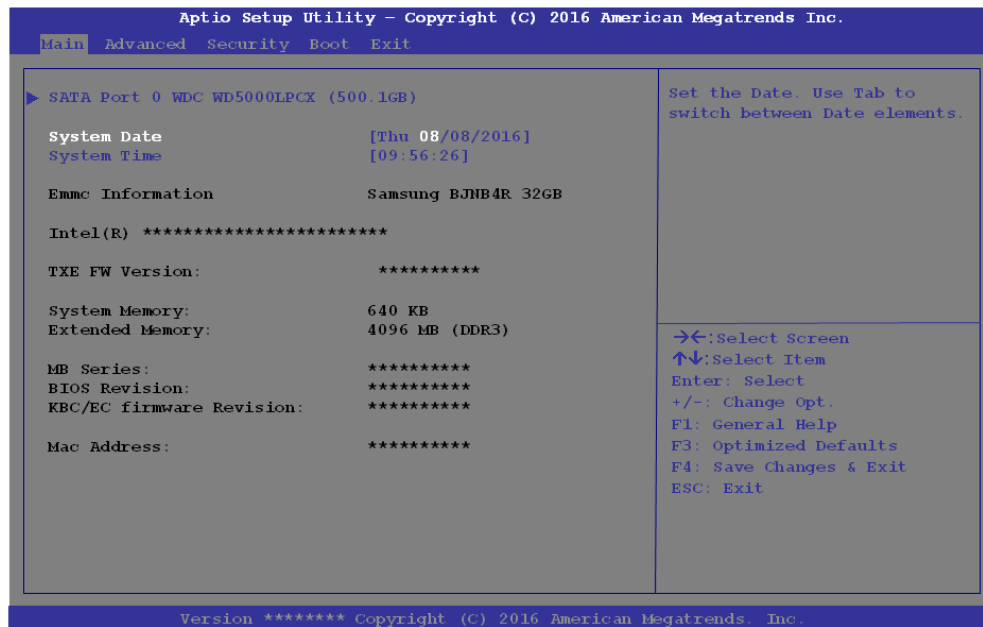 Aptio Setup Utility – Copyright (C) 2016 American Megatrends Inc.
Main Advanced Security Boot Exit
SATA Port 0 WDC WD5000LPCX (500.1GB)
System Date [Thu 08/08/2016]
System Time [09:56:26]
Emmc Information Samsung BJNB4R 32GB
Intel(R) ************************
TXE FW Version: **********
System Memory: 640 KB
Extended Memory: 4096 MB (DDR3)
MB Series: **********
BIOS Revision: **********
KBC/EC firmware Revision: **********
Mac Address: **********
Set the Date. Use Tab to
switch between Date elements.
→←:Select Screen
↑↓:Select Item
Enter: Select
+/-: Change Opt.
F1: General Help
F3: Optimized Defaults
F4: Save Changes & Exit
ESC: Exit
Version ******** Copyright (C) 2016 American Megatrends. Inc.